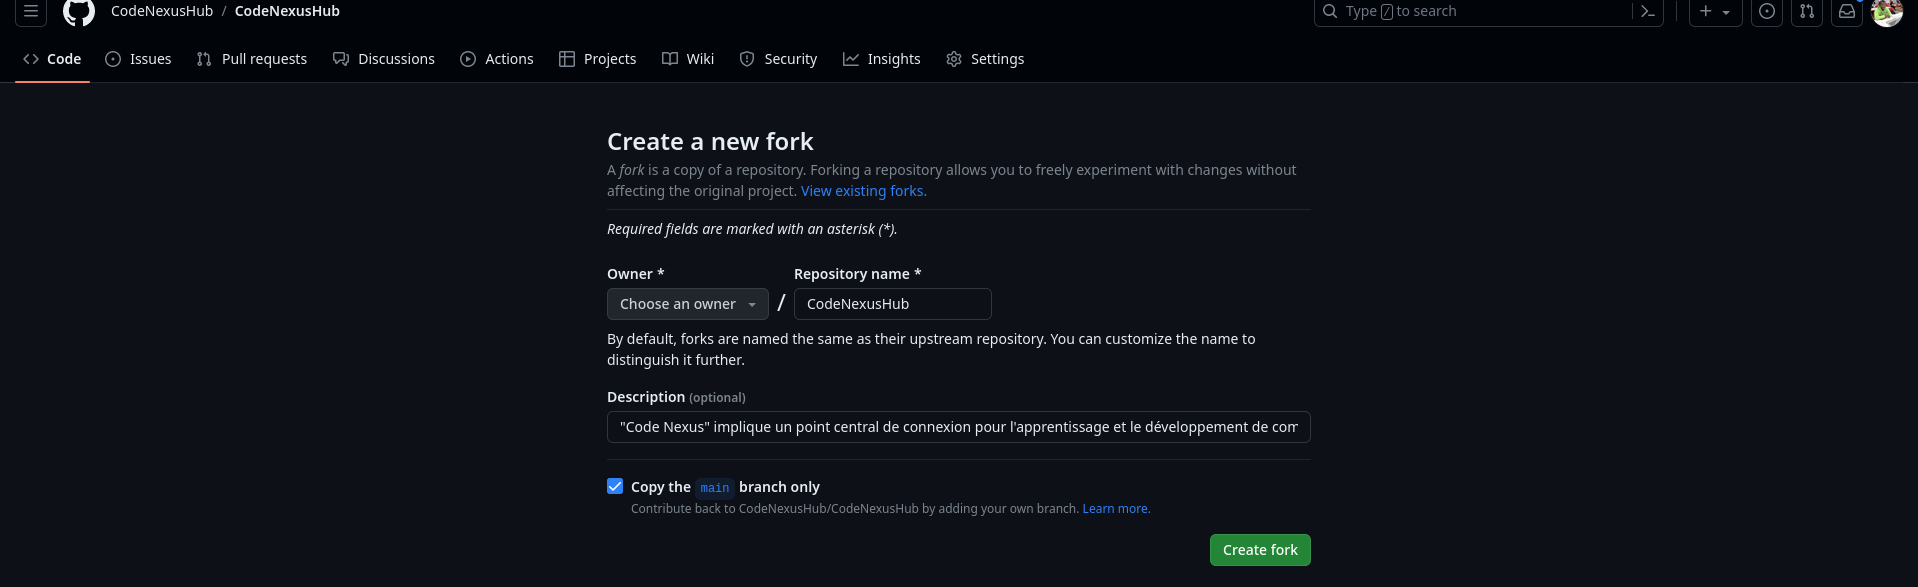 CodeNexusHub / CodeNexusHub
Type / to search
Code Issues Pull requests Discussions Actions Projects Wiki Security Insights Settings
Create a new fork
A fork is a copy of a repository. Forking a repository allows you to freely experiment with changes without
affecting the original project. View existing forks.
Required fields are marked with an asterisk (*).
Owner * Repository name *
Choose an owner / CodeNexusHub
By default, forks are named the same as their upstream repository. You can customize the name to
distinguish it further.
Description (optional)
"Code Nexus" implique un point central de connexion pour l'apprentissage et le développement de com
Copy the main branch only
Contribute back to CodeNexusHub/CodeNexusHub by adding your own branch. Learn more.
Create fork